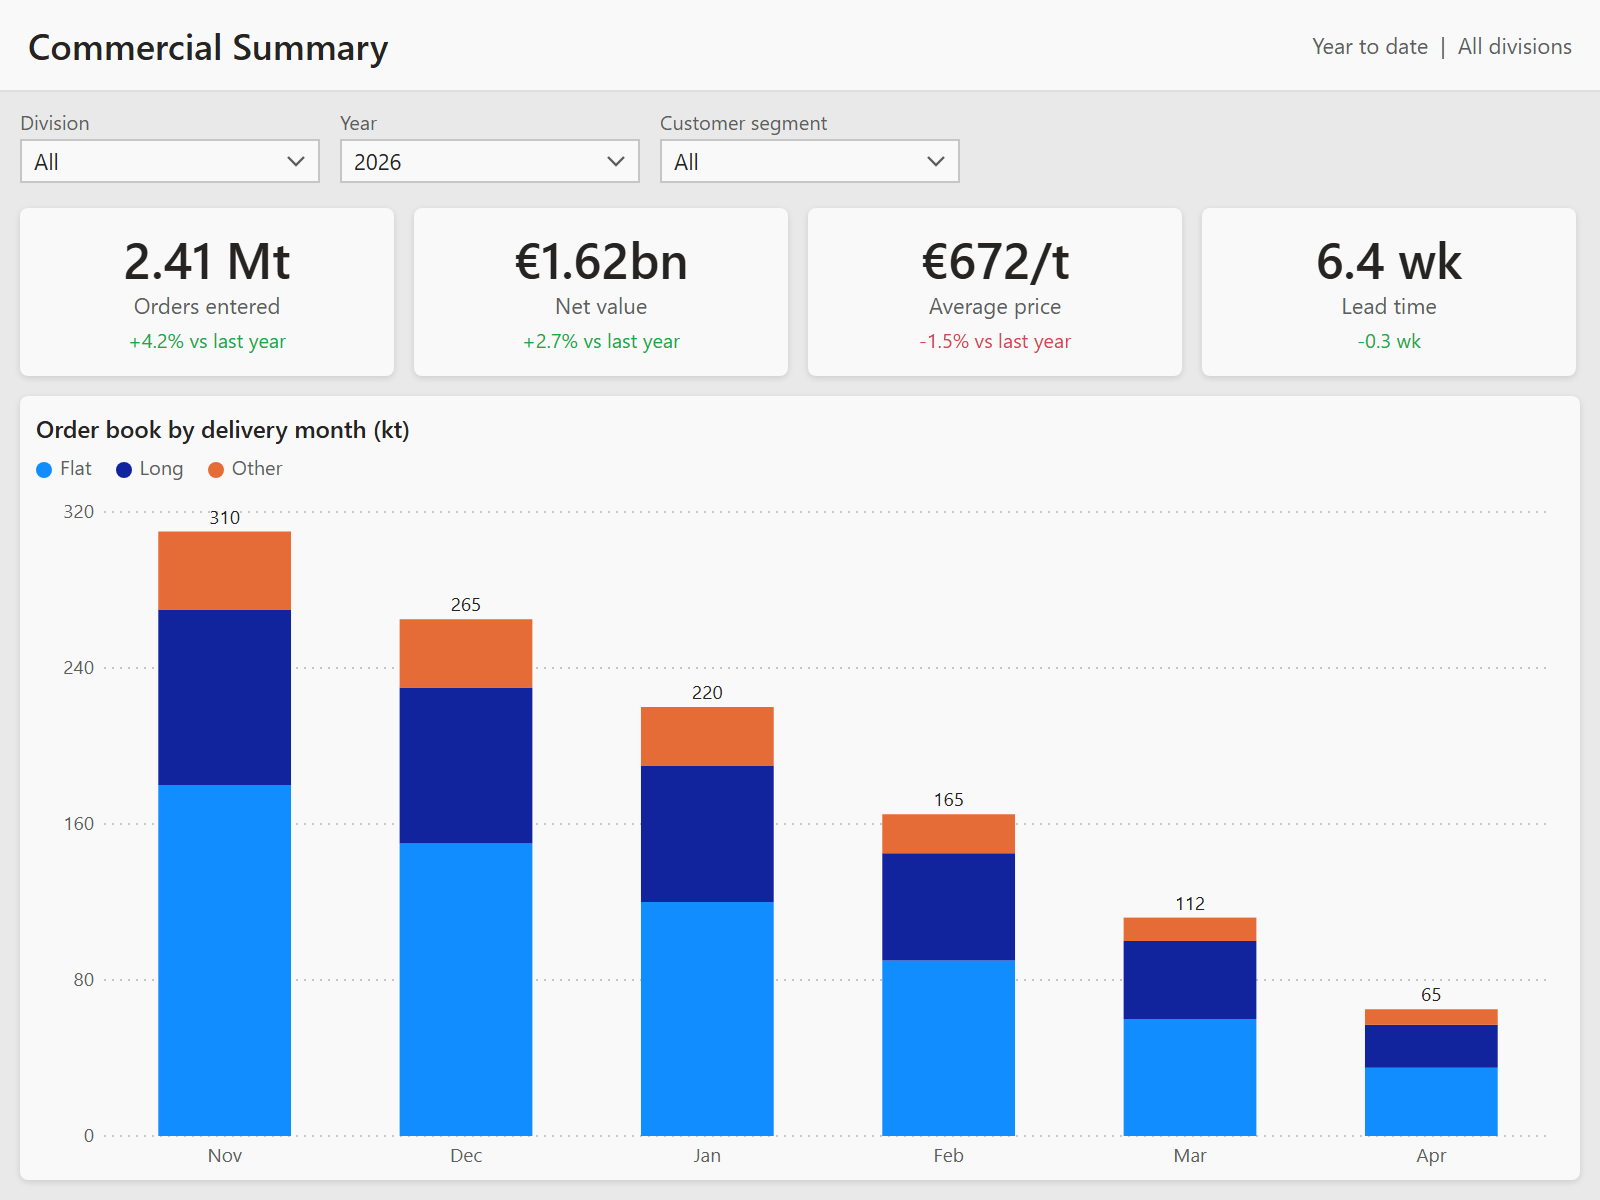 Commercial Summary
Year to date | All divisions
Division
Year
Customer segment
All
2026
All
2.41 Mt
Orders entered
+4.2% vs last year
€1.62bn
Net value
+2.7% vs last year
€672/t
Average price
-1.5% vs last year
6.4 wk
Lead time
-0.3 wk
Order book by delivery month (kt)
Flat Long Other
320
240
160
80
0
310
265
220
165
112
65
Nov Dec Jan Feb Mar Apr